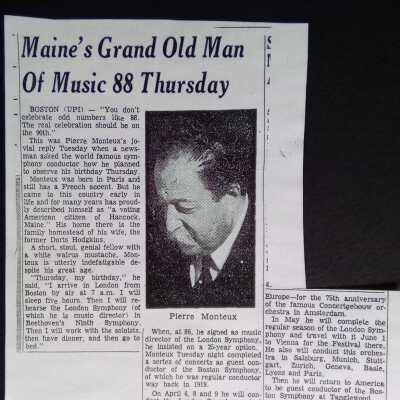 Maine's Grand Old Man
Of Music 88 Thursday
BOSTON (UPI) — "You don't
celebrate odd numbers like 88.
The real celebration should be on
the 90th."
This was Pierre Monteux's jo-
vial reply Tuesday when a news-
man asked the world famous sym-
phony conductor how he planned
to observe his birthday Thursday.
Monteux was born in Paris and
still has a French accent. But he
came to this country early in
life and for many years has proud-
ly described himself as "a voting
American citizen of Hancock,
Maine." His home there is the
family homestead of his wife, the
former Doris Hodgkins.
A short, stout, genial fellow with
a white walrus mustache, Mon-
teux is utterly indefatigable de-
spite his great age.
"Thursday, my birthday," he
said, "I arrive in London from
Boston by air at 7 a.m. I will
sleep five hours. Then I will re-
hearse the London Symphony (of
which he is music director) in
Beethoven's Ninth Symphony.
Then I will work with the soloists,
then have dinner, and then go to
bed."
Pierre Monteux
When, at 86, he signed as music
director of the London Symphony,
he insisted on a 25-year option.
Monteux Tuesday night completed
a series of concerts as guest con-
ductor of the Boston Symphony,
of which he was regular conductor
way back in 1919.
On April 4, 8 and 9 he will con-
Europe—for the 75th anniversary
of the famous Concertgebouw or-
chestra in Amsterdam.
In May he will complete the
regular season of the London Sym-
phony and travel with it June 1
to Vienna for the Festival there.
He also will conduct this orches-
tra in Salzburg, Munich, Stutt-
gart, Zurich, Geneva, Basle,
Lyons and Paris.
Then he will return to America
to be guest conductor of the Bos-
ton Symphony at Tanglewood,